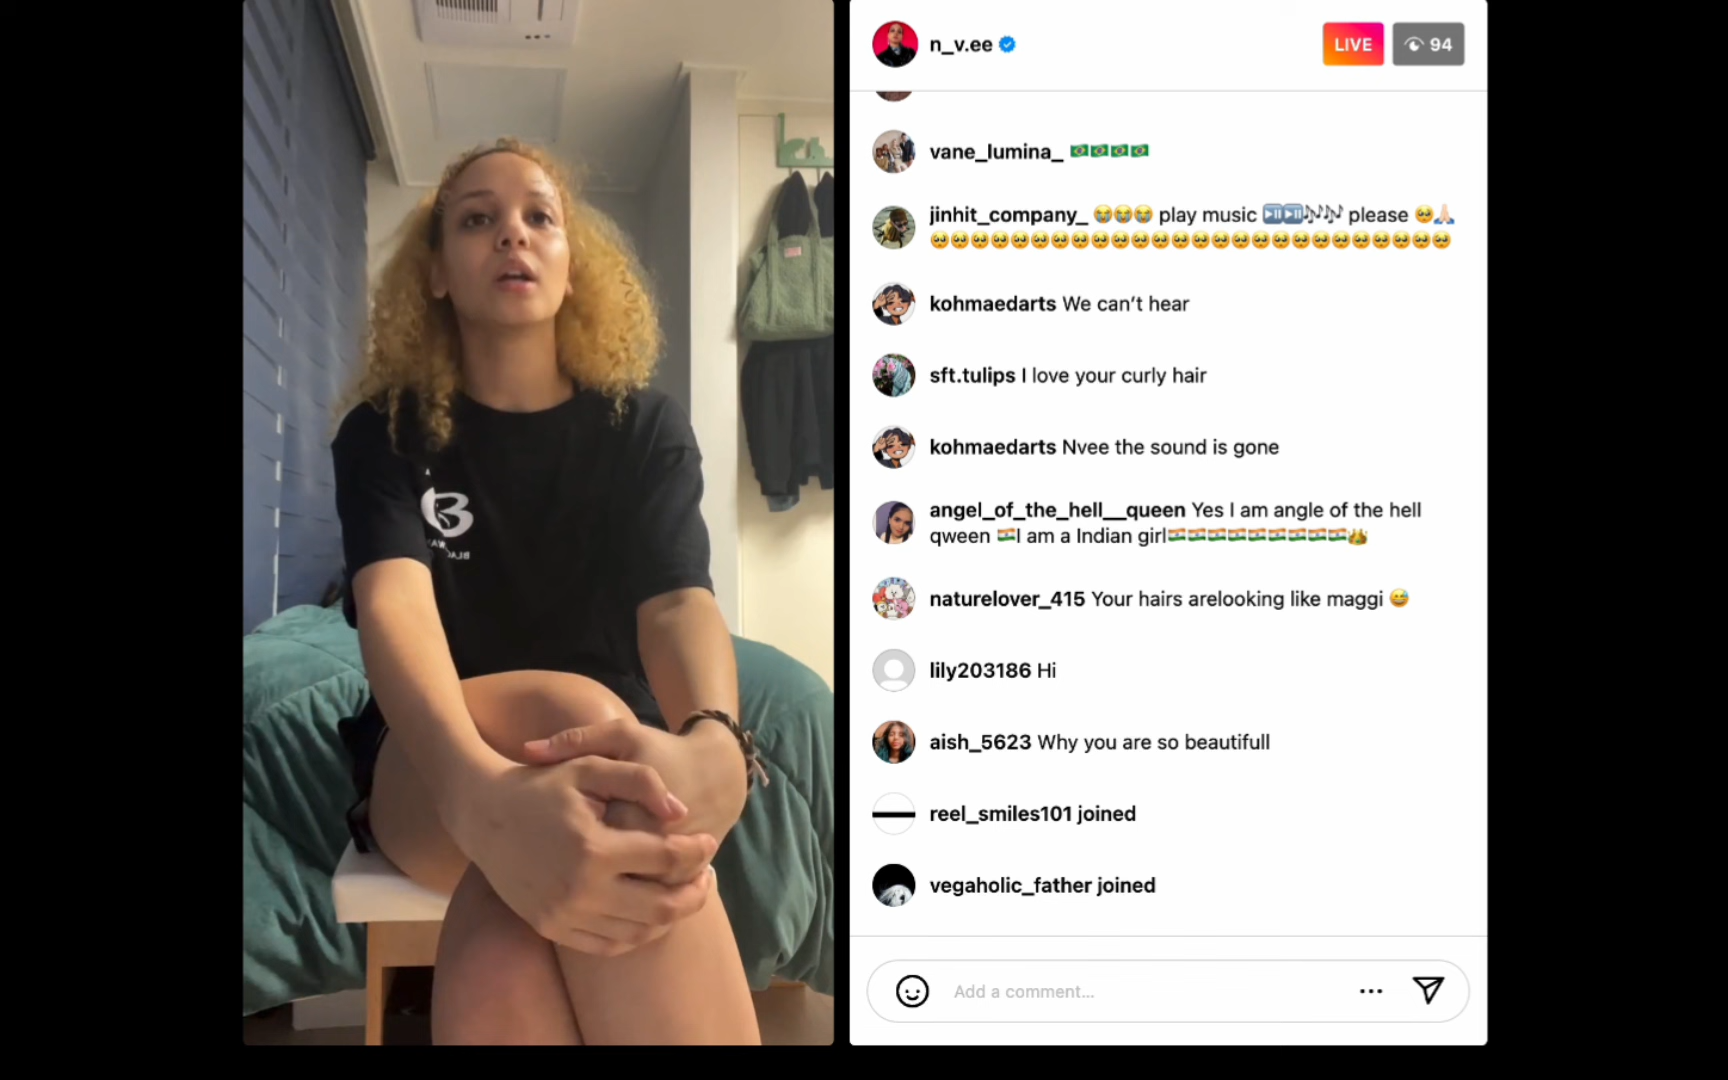 n_v.ee
LIVE
94
vane_lumina_ 🇧🇷🇧🇷🇧🇷🇧🇷
jinhit_company_ 😭😭😭 play music ⏯️⏯️🎶🎶 please 🥺🙏🏻
🥺🥺🥺🥺🥺🥺🥺🥺🥺🥺🥺🥺🥺🥺🥺🥺🥺🥺🥺🥺🥺🥺🥺🥺🥺🥺
kohmaedarts We can’t hear
sft.tulips I love your curly hair
kohmaedarts Nvee the sound is gone
angel_of_the_hell__queen Yes I am angle of the hell
qween 🇮🇳I am a Indian girl🇮🇳🇮🇳🇮🇳🇮🇳🇮🇳🇮🇳🇮🇳🇮🇳🇮🇳👑
naturelover_415 Your hairs arelooking like maggi 😅
lily203186 Hi
aish_5623 Why you are so beautifull
reel_smiles101 joined
vegaholic_father joined
Add a comment...